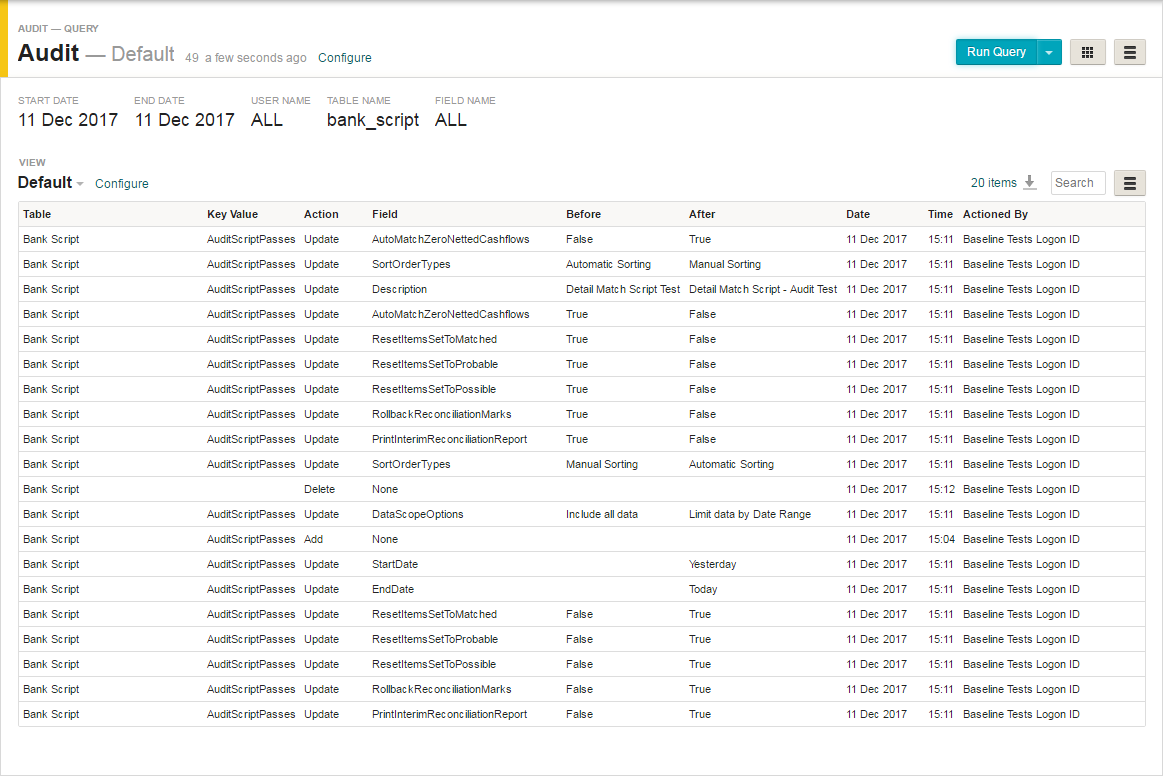 AUDIT — QUERY
Audit — Default 49 a few seconds ago Configure Run Query
START DATE END DATE USER NAME TABLE NAME FIELD NAME
11 Dec 2017 11 Dec 2017 ALL bank_script ALL
VIEW
Default Configure 20 items Search
Table Key Value Action Field Before After Date Time Actioned By
Bank Script AuditScriptPasses Update AutoMatchZeroNettedCashflows False True 11 Dec 2017 15:11 Baseline Tests Logon ID
Bank Script AuditScriptPasses Update SortOrderTypes Automatic Sorting Manual Sorting 11 Dec 2017 15:11 Baseline Tests Logon ID
Bank Script AuditScriptPasses Update Description Detail Match Script Test Detail Match Script - Audit Test 11 Dec 2017 15:11 Baseline Tests Logon ID
Bank Script AuditScriptPasses Update AutoMatchZeroNettedCashflows True False 11 Dec 2017 15:11 Baseline Tests Logon ID
Bank Script AuditScriptPasses Update ResetItemsSetToMatched True False 11 Dec 2017 15:11 Baseline Tests Logon ID
Bank Script AuditScriptPasses Update ResetItemsSetToProbable True False 11 Dec 2017 15:11 Baseline Tests Logon ID
Bank Script AuditScriptPasses Update ResetItemsSetToPossible True False 11 Dec 2017 15:11 Baseline Tests Logon ID
Bank Script AuditScriptPasses Update RollbackReconciliationMarks True False 11 Dec 2017 15:11 Baseline Tests Logon ID
Bank Script AuditScriptPasses Update PrintInterimReconciliationReport True False 11 Dec 2017 15:11 Baseline Tests Logon ID
Bank Script AuditScriptPasses Update SortOrderTypes Manual Sorting Automatic Sorting 11 Dec 2017 15:11 Baseline Tests Logon ID
Bank Script Delete None 11 Dec 2017 15:12 Baseline Tests Logon ID
Bank Script AuditScriptPasses Update DataScopeOptions Include all data Limit data by Date Range 11 Dec 2017 15:11 Baseline Tests Logon ID
Bank Script AuditScriptPasses Add None 11 Dec 2017 15:04 Baseline Tests Logon ID
Bank Script AuditScriptPasses Update StartDate Yesterday 11 Dec 2017 15:11 Baseline Tests Logon ID
Bank Script AuditScriptPasses Update EndDate Today 11 Dec 2017 15:11 Baseline Tests Logon ID
Bank Script AuditScriptPasses Update ResetItemsSetToMatched False True 11 Dec 2017 15:11 Baseline Tests Logon ID
Bank Script AuditScriptPasses Update ResetItemsSetToProbable False True 11 Dec 2017 15:11 Baseline Tests Logon ID
Bank Script AuditScriptPasses Update ResetItemsSetToPossible False True 11 Dec 2017 15:11 Baseline Tests Logon ID
Bank Script AuditScriptPasses Update RollbackReconciliationMarks False True 11 Dec 2017 15:11 Baseline Tests Logon ID
Bank Script AuditScriptPasses Update PrintInterimReconciliationReport False True 11 Dec 2017 15:11 Baseline Tests Logon ID